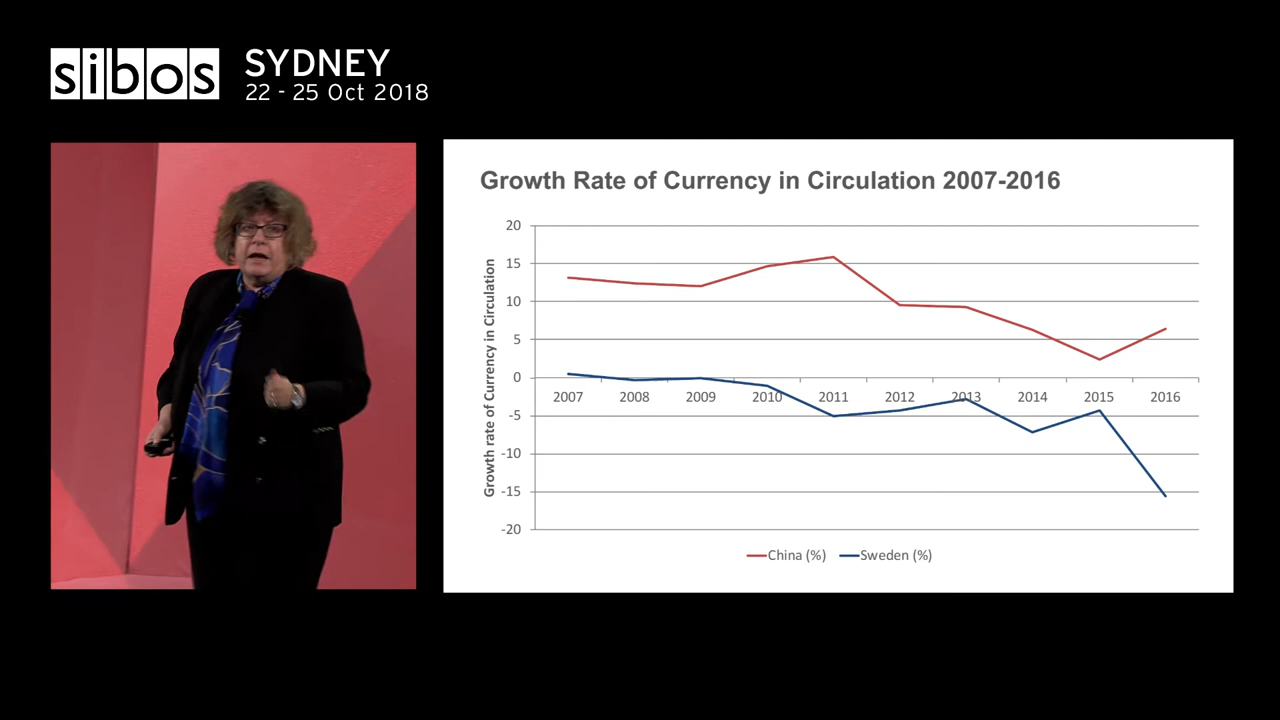 sibos
SYDNEY
22 - 25 Oct 2018
Growth Rate of Currency in Circulation 2007-2016
Growth rate of Currency in Circulation
20
15
10
5
0
-5
-10
-15
-20
2007 2008 2009 2010 2011 2012 2013 2014 2015 2016
China (%) Sweden (%)